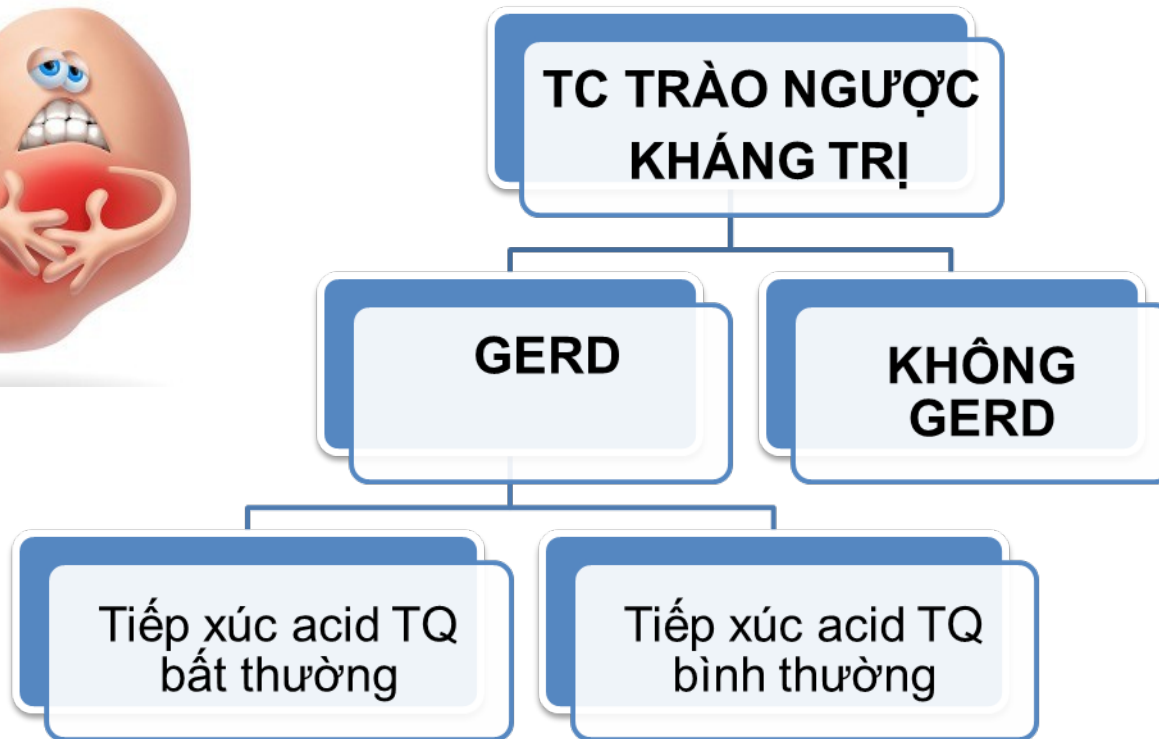 TC TRÀO NGƯỢC
KHÁNG TRỊ
GERD
KHÔNG
GERD
Tiếp xúc acid TQ
bất thường
Tiếp xúc acid TQ
bình thường